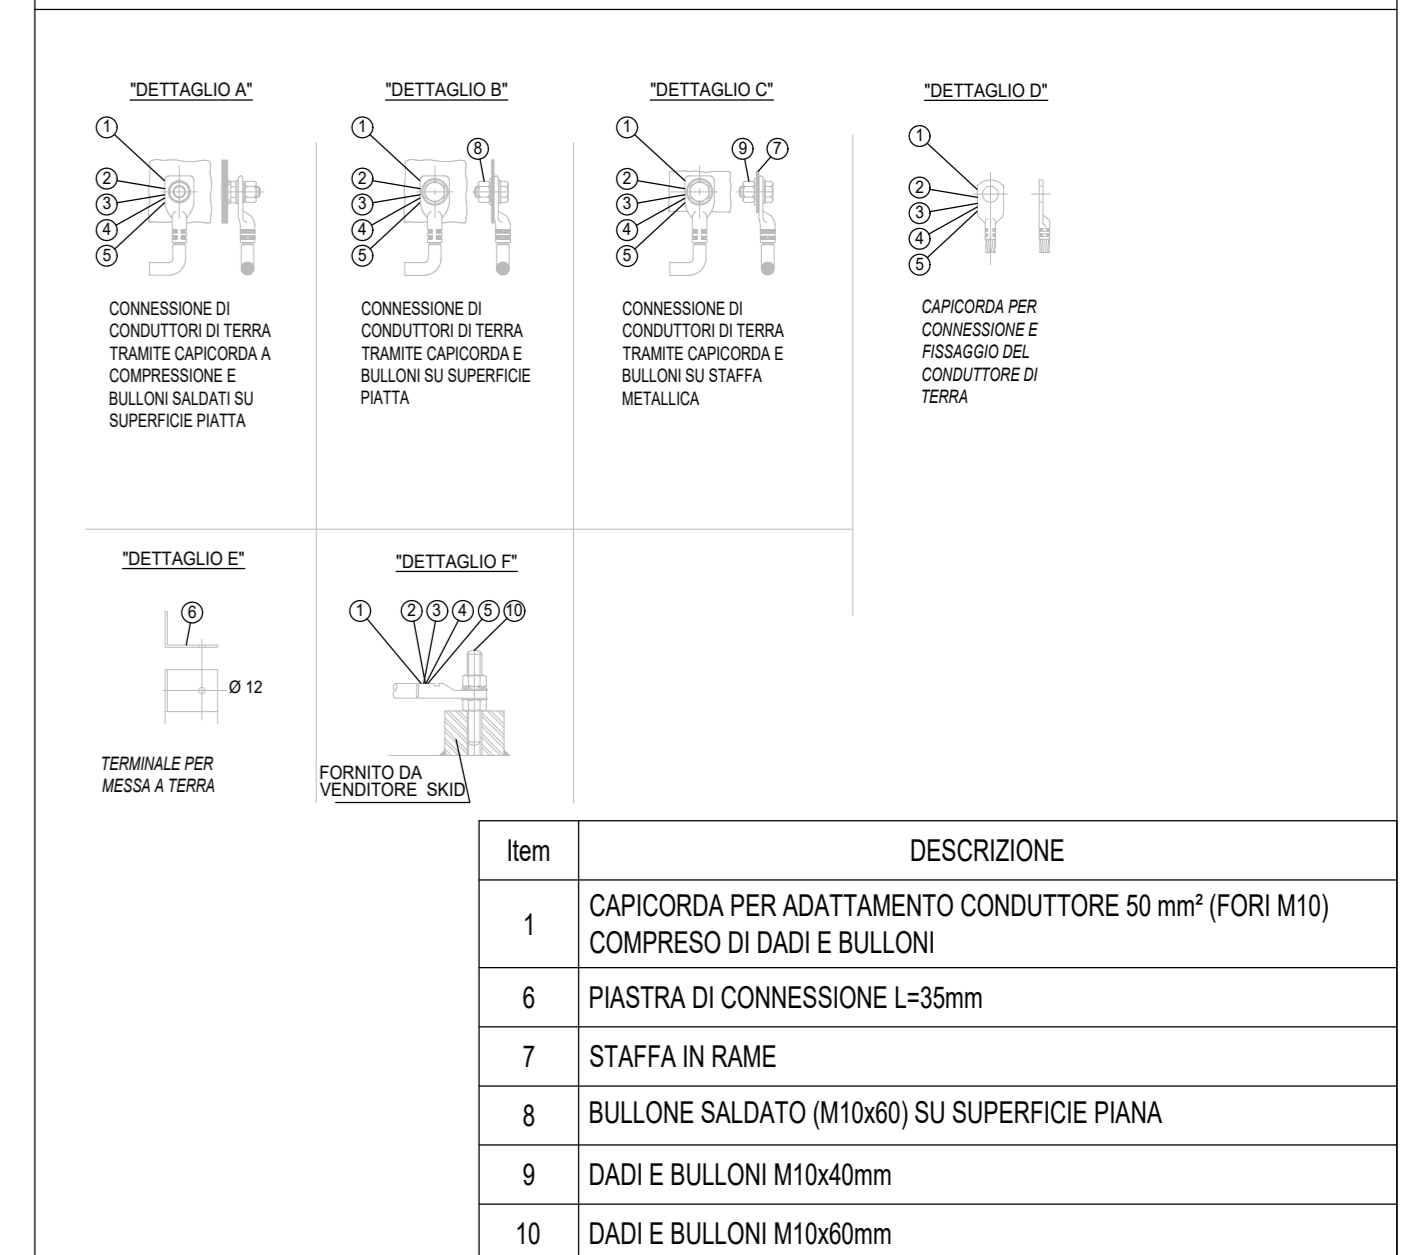 "DETTAGLIO A"
1
2
3
4
5
CONNESSIONE DI
CONDUTTORI DI TERRA
TRAMITE CAPICORDA A
COMPRESSIONE E
BULLONI SALDATI SU
SUPERFICIE PIATTA
"DETTAGLIO B"
1
8
2
3
4
5
CONNESSIONE DI
CONDUTTORI DI TERRA
TRAMITE CAPICORDA E
BULLONI SU SUPERFICIE
PIATTA
"DETTAGLIO C"
1
9 7
2
3
4
5
CONNESSIONE DI
CONDUTTORI DI TERRA
TRAMITE CAPICORDA E
BULLONI SU STAFFA
METALLICA
"DETTAGLIO D"
1
2
3
4
5
CAPICORDA PER
CONNESSIONE E
FISSAGGIO DEL
CONDUTTORE DI
TERRA
"DETTAGLIO E"
6
Ø 12
TERMINALE PER
MESSA A TERRA
"DETTAGLIO F"
1 2 3 4 5 10
FORNITO DA
VENDITORE SKID
Item DESCRIZIONE
1 CAPICORDA PER ADATTAMENTO CONDUTTORE 50 mm² (FORI M10)
COMPRESO DI DADI E BULLONI
6 PIASTRA DI CONNESSIONE L=35mm
7 STAFFA IN RAME
8 BULLONE SALDATO (M10x60) SU SUPERFICIE PIANA
9 DADI E BULLONI M10x40mm
10 DADI E BULLONI M10x60mm